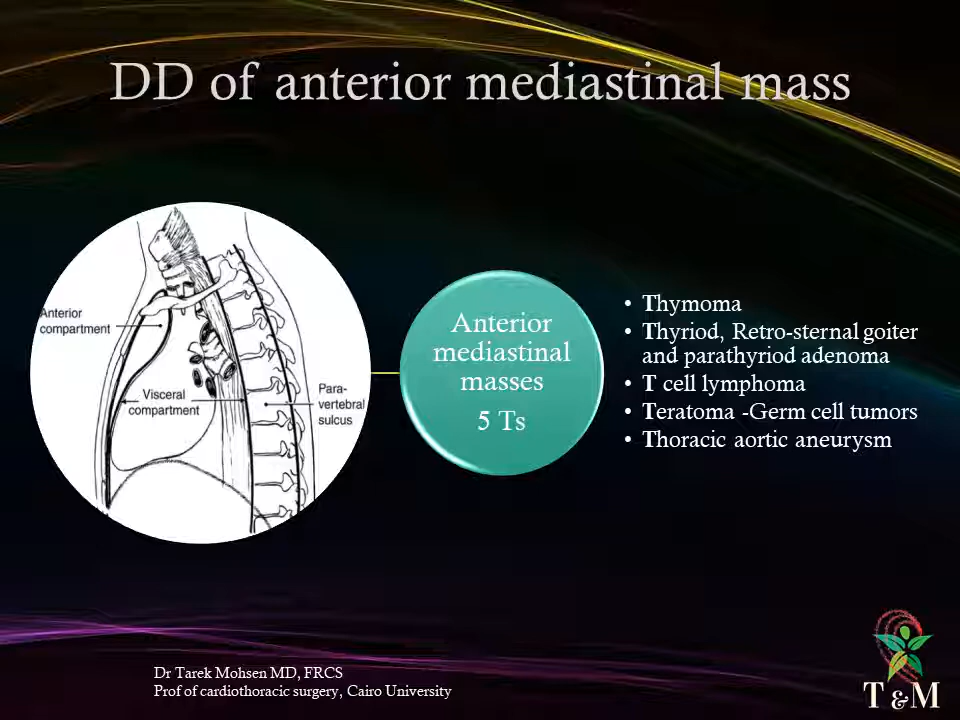 DD of anterior mediastinal mass
Anterior
compartment
Visceral
compartment
Para-
vertebral
sulcus
Anterior
mediastinal
masses
5 Ts
• Thymoma
• Thyriod, Retro-sternal goiter
and parathyriod adenoma
• T cell lymphoma
• Teratoma -Germ cell tumors
• Thoracic aortic aneurysm
Dr Tarek Mohsen MD, FRCS
Prof of cardiothoracic surgery, Cairo University
T & M